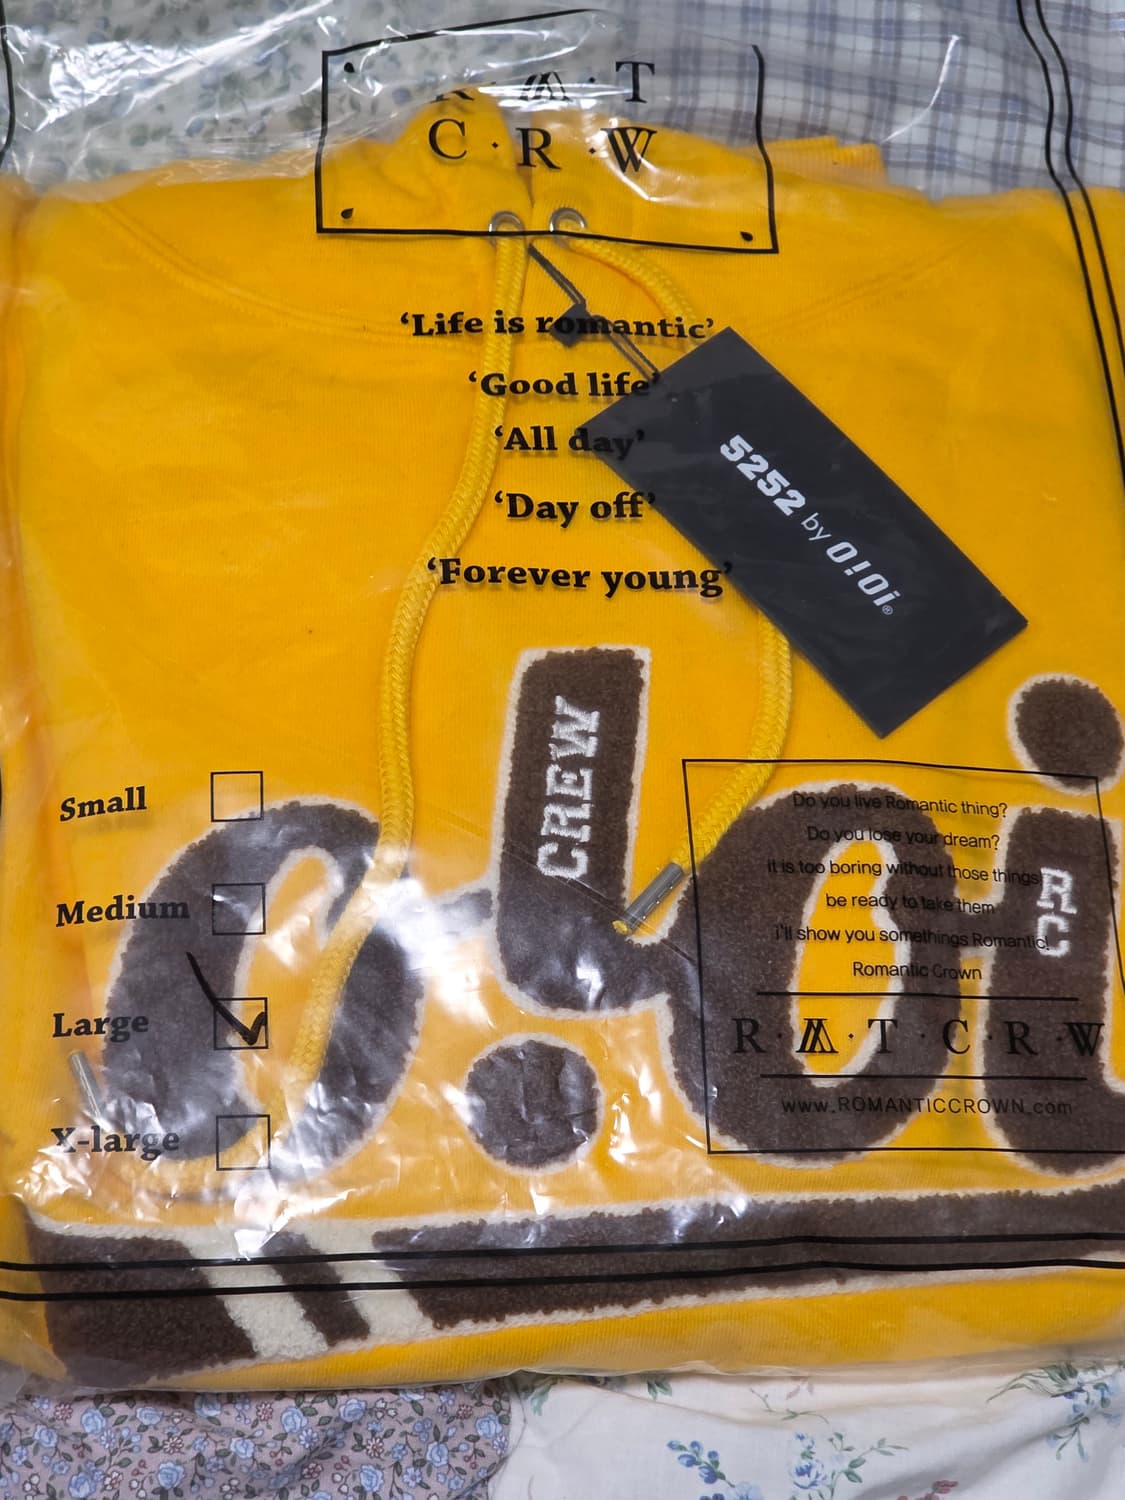 R · M · T
C · R · W
‘Life is romantic’
‘Good life’
‘All day’
‘Day off’
‘Forever young’
5252 by O!Oi®
CREW
o!oi
RC
Small
Medium
Large
X-large
Do you live Romantic thing?
Do you lose your dream?
it is too boring without those things
be ready to take them
i'll show you somethings Romantic!
Romantic Crown
R · M · T · C · R · W
www.ROMANTICCROWN.com